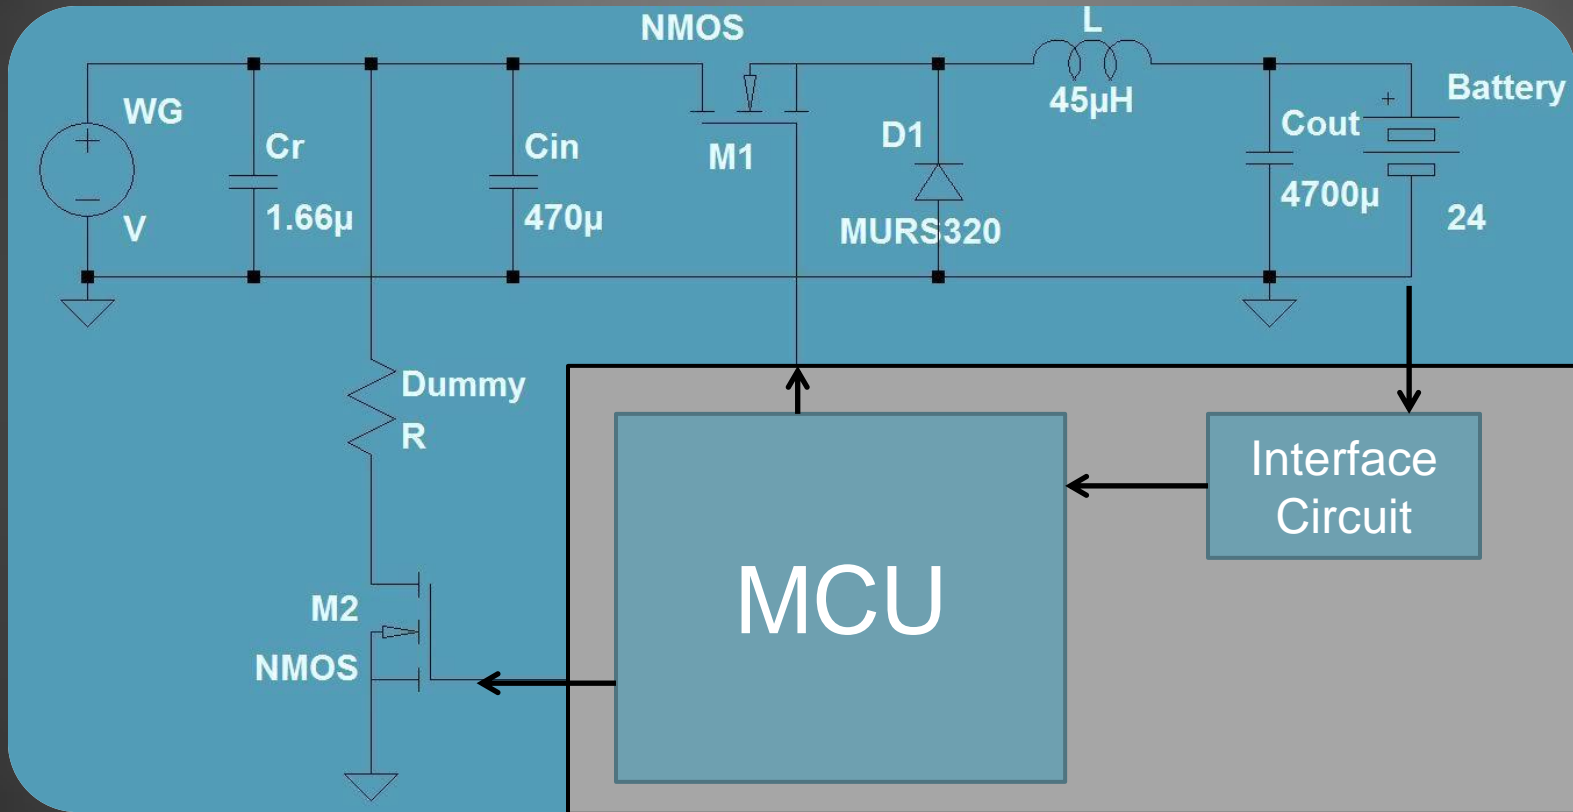 NMOS
L
WG
Cr
Cin
M1
D1
45µH
Cout
+
Battery
V
1.66µ
470µ
MURS320
4700µ
24
Dummy
R
Interface
Circuit
MCU
M2
NMOS